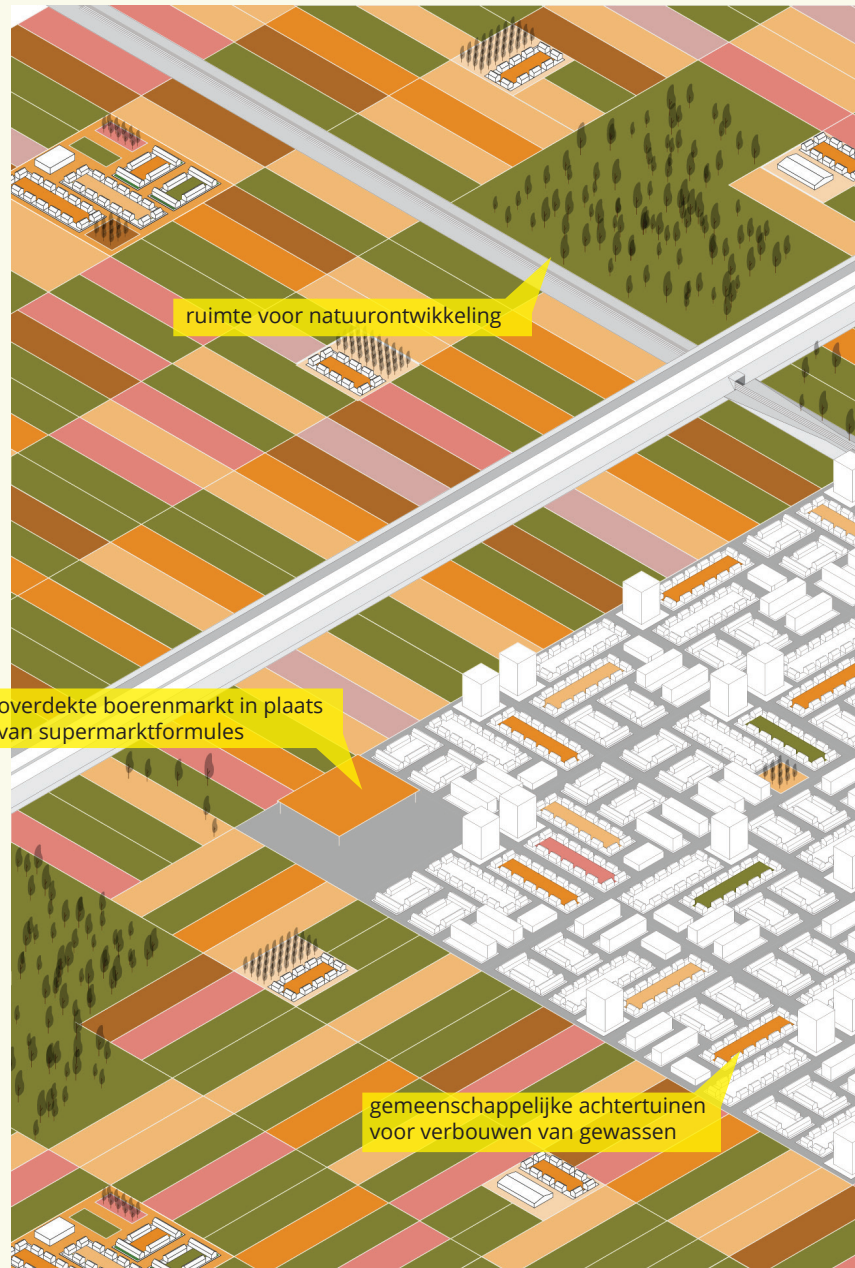 ruimte voor natuurontwikkeling
overdekte boerenmarkt in plaats
van supermarktformules
gemeenschappelijke achtertuinen
voor verbouwen van gewassen